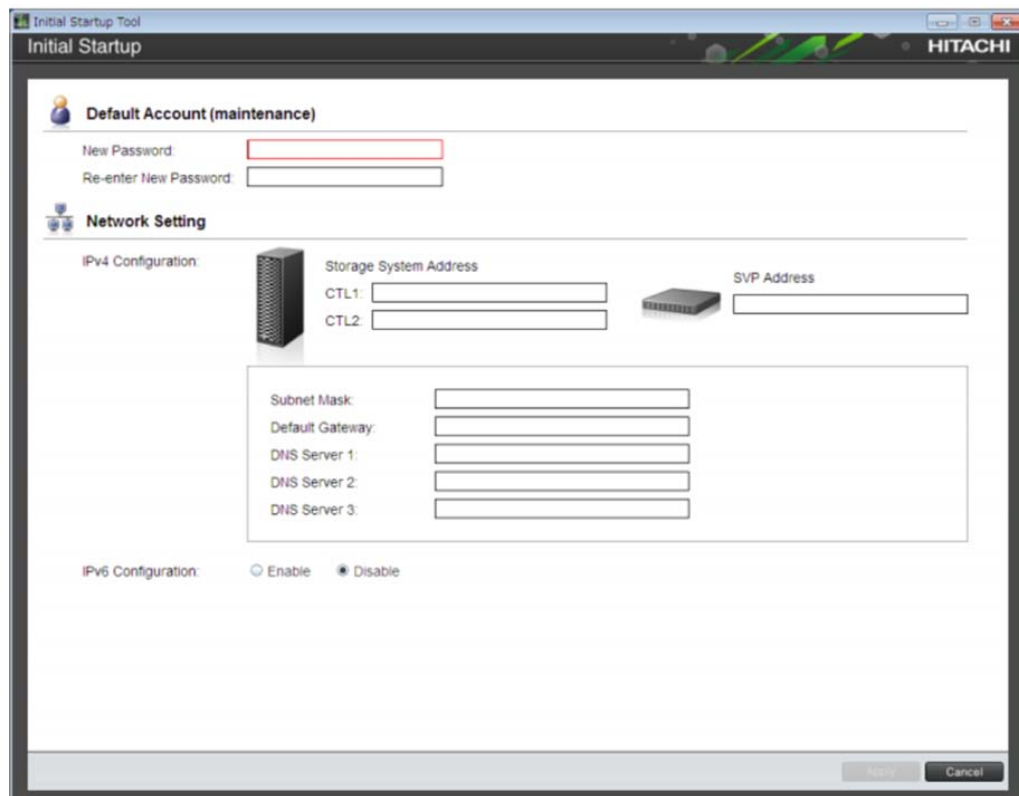 Initial Startup Tool
Initial Startup
HITACHI
Default Account (maintenance)
New Password:
Re-enter New Password:
Network Setting
IPv4 Configuration:
Storage System Address
CTL1:
CTL2:
SVP Address
Subnet Mask:
Default Gateway:
DNS Server 1:
DNS Server 2:
DNS Server 3:
IPv6 Configuration:
Enable
Disable
Apply
Cancel